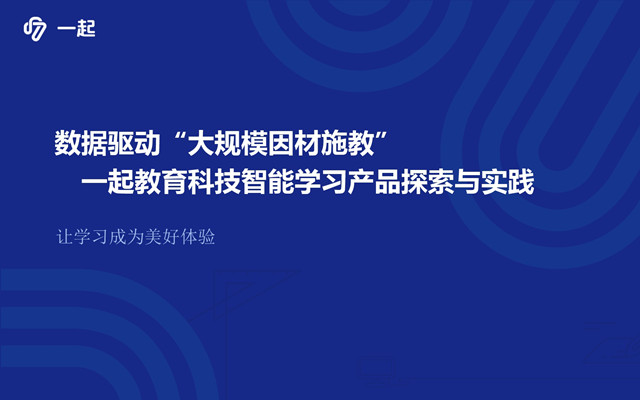 一起
数据驱动“大规模因材施教”
一起教育科技智能学习产品探索与实践
让学习成为美好体验